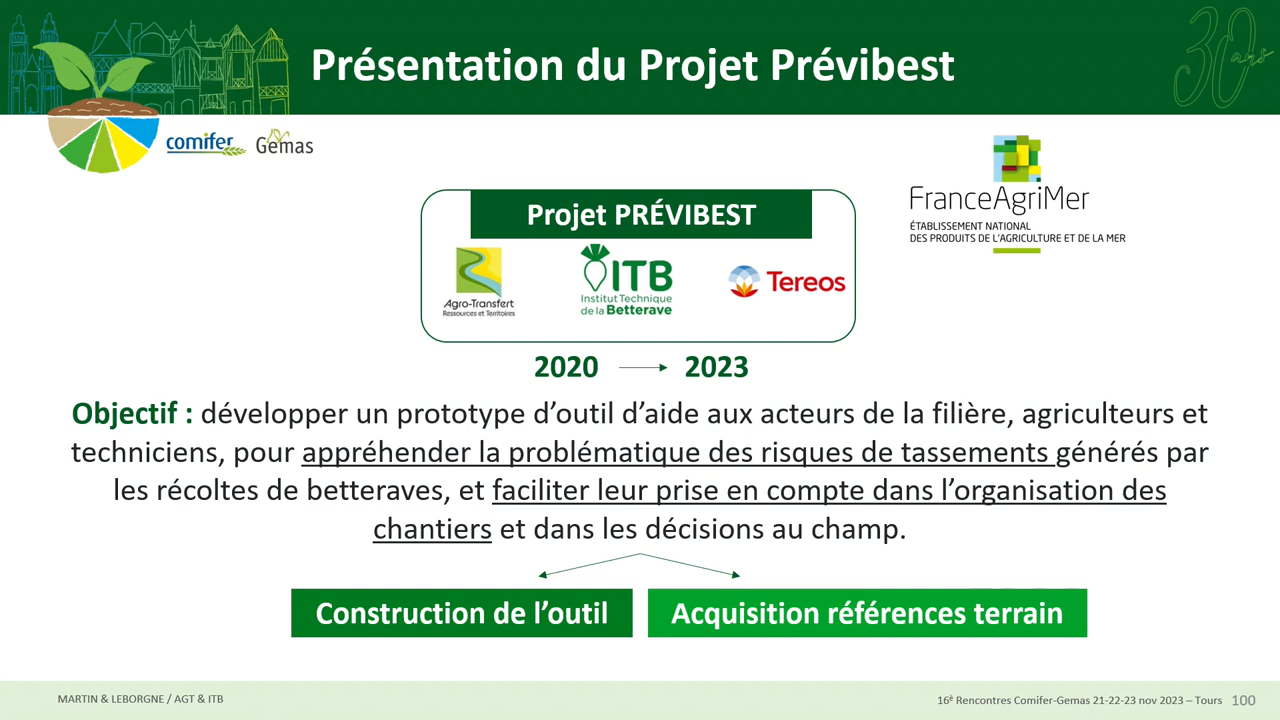 Présentation du Projet Prévibest
30 ans
comifer
Gemas
FranceAgriMer
ÉTABLISSEMENT NATIONAL
DES PRODUITS DE L'AGRICULTURE ET DE LA MER
Projet PRÉVIBEST
Agro-Transfert
Ressources et Territoires
ITB
Institut Technique
de la Betterave
Tereos
2020
2023
Objectif : développer un prototype d’outil d’aide aux acteurs de la filière, agriculteurs et
techniciens, pour appréhender la problématique des risques de tassements générés par
les récoltes de betteraves, et faciliter leur prise en compte dans l’organisation des
chantiers et dans les décisions au champ.
Construction de l’outil
Acquisition références terrain
MARTIN & LEBORGNE / AGT & ITB
16è Rencontres Comifer-Gemas 21-22-23 nov 2023 – Tours 100